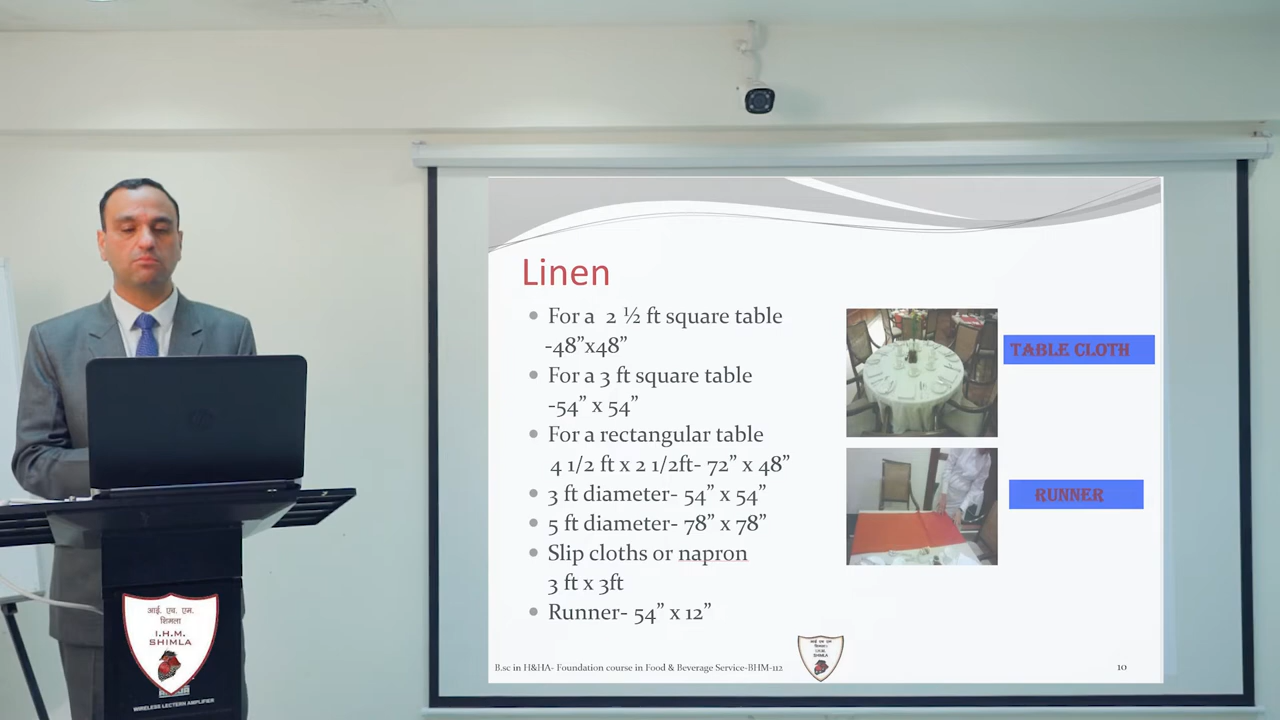 Linen
For a 2 ½ ft square table
-48”x48”
For a 3 ft square table
-54” x 54”
For a rectangular table
4 1/2 ft x 2 1/2ft- 72” x 48”
3 ft diameter- 54” x 54”
5 ft diameter- 78” x 78”
Slip cloths or napron
3 ft x 3ft
Runner- 54” x 12”
TABLE CLOTH
RUNNER
B.sc in H&HA- Foundation course in Food & Beverage Service-BHM-112
10
आई. एच. एम.
शिमला
I.H.M.
SHIMLA
WIRELESS LECTERN AMPLIFIER